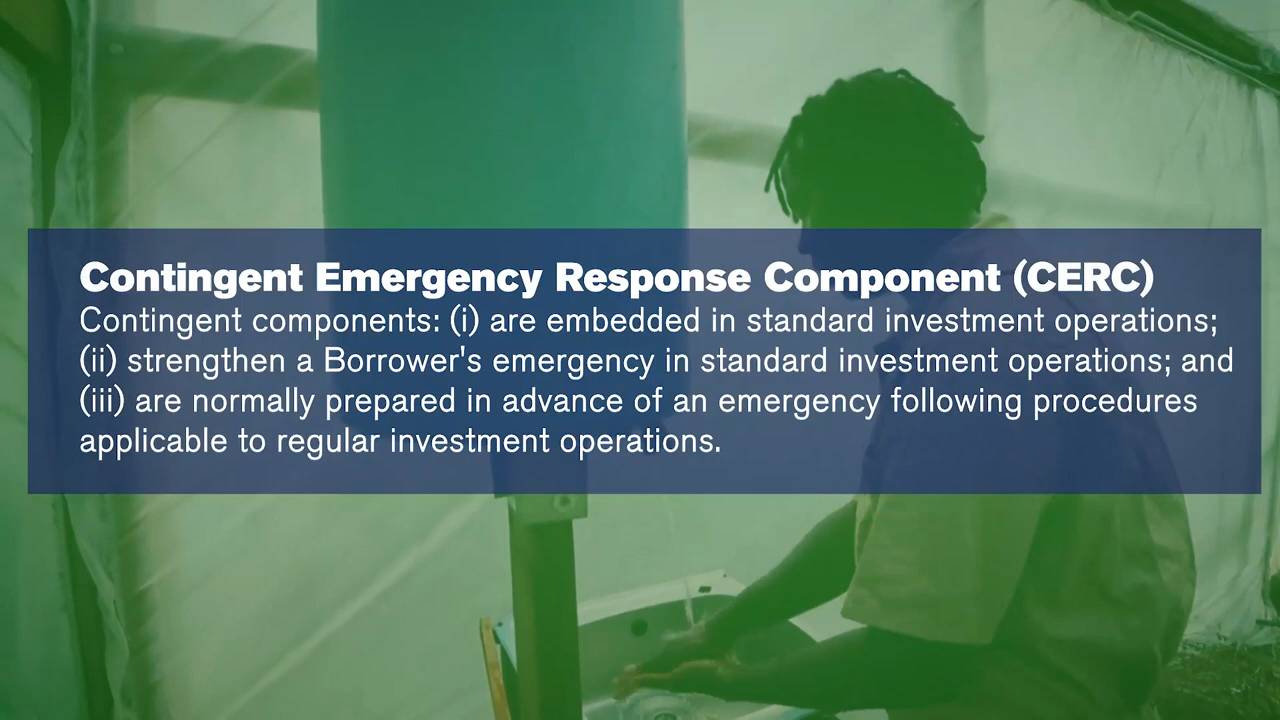 Contingent Emergency Response Component (CERC)
Contingent components: (i) are embedded in standard investment operations;
(ii) strengthen a Borrower's emergency in standard investment operations; and
(iii) are normally prepared in advance of an emergency following procedures
applicable to regular investment operations.